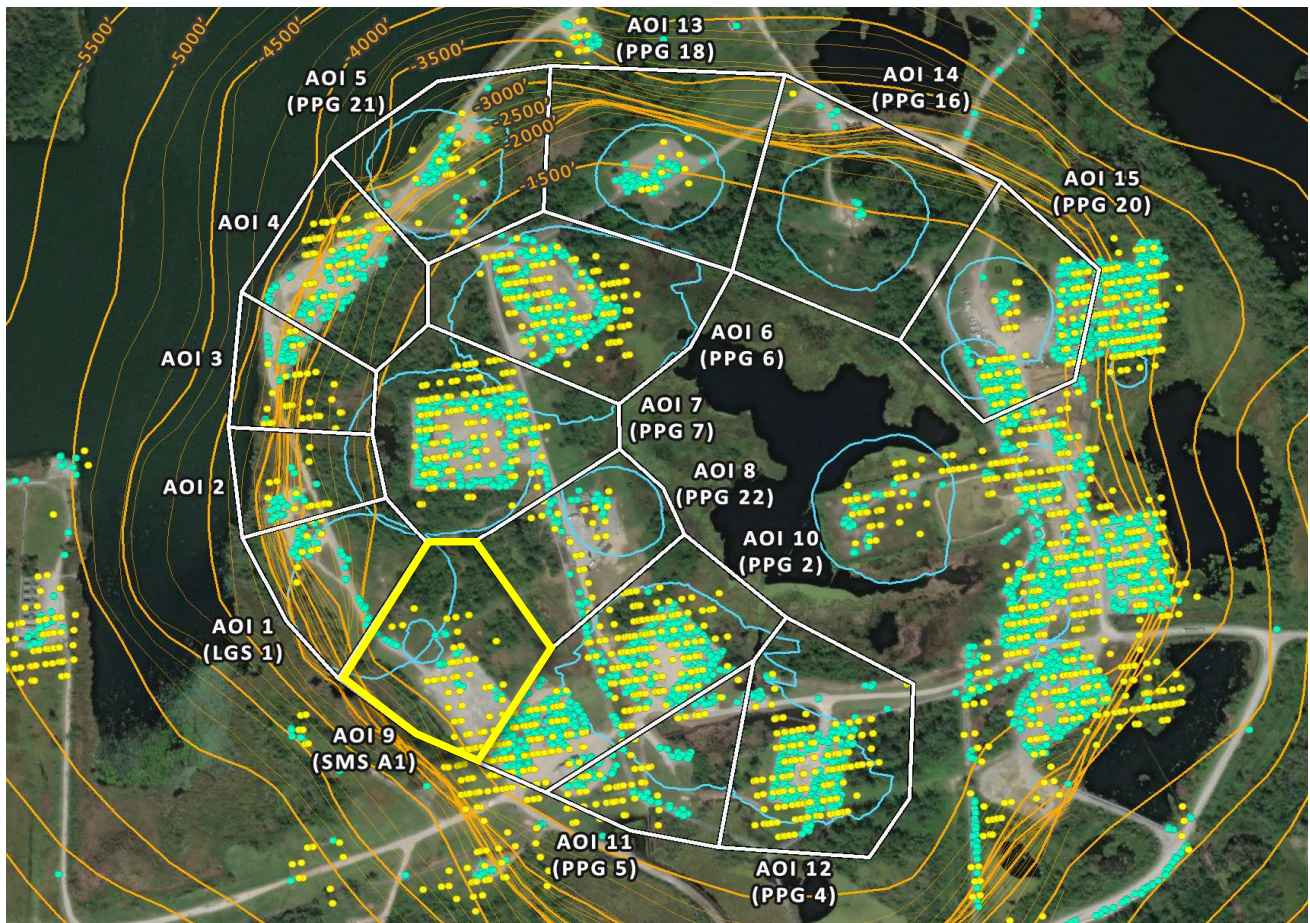 -5500'
-5000'
-4500'
-4000'
-3500'
-3000'
-2500'
-2000'
-1500'
AOI 13
(PPG 18)
AOI 14
(PPG 16)
AOI 5
(PPG 21)
AOI 15
(PPG 20)
AOI 4
AOI 3
AOI 6
(PPG 6)
AOI 7
(PPG 7)
AOI 8
(PPG 22)
AOI 2
AOI 10
(PPG 2)
AOI 1
(LGS 1)
AOI 9
(SMS A1)
AOI 11
(PPG 5)
AOI 12
(PPG 4)